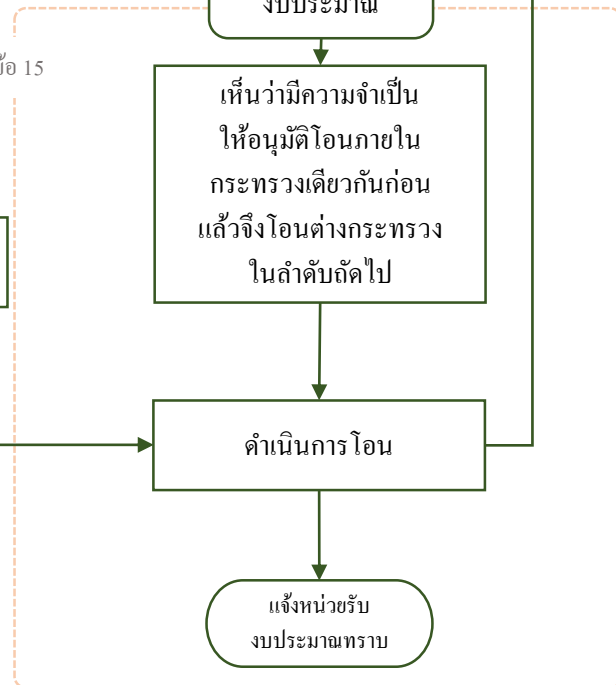 งบประมาณ
ข้อ 15
เห็นว่ามีความจำเป็น
ให้อนุมัติโอนภายใน
กระทรวงเดียวกันก่อน
แล้วจึงโอนต่างกระทรวง
ในลำดับถัดไป
ดำเนินการโอน
แจ้งหน่วยรับ
งบประมาณทราบ